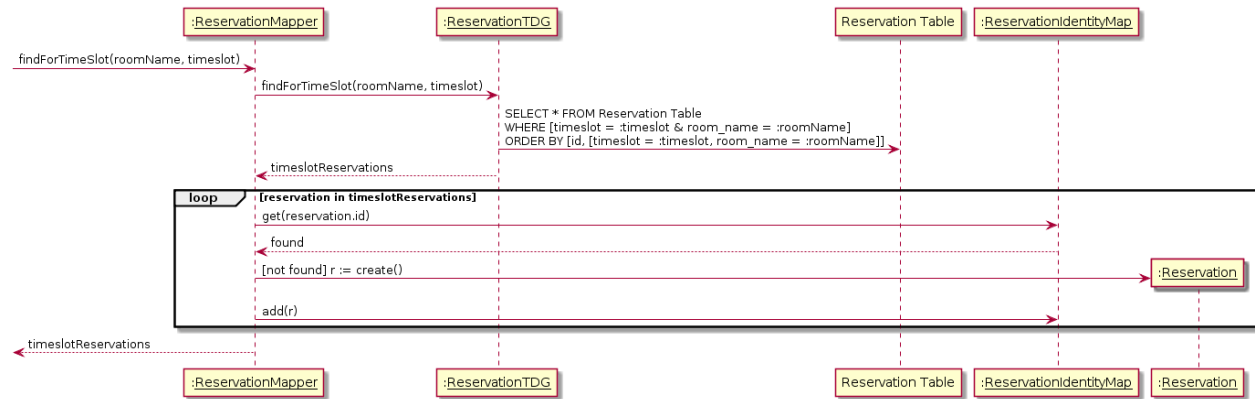 :ReservationMapper
:ReservationTDG
Reservation Table
:ReservationIdentityMap
findForTimeSlot(roomName, timeslot)
findForTimeSlot(roomName, timeslot)
SELECT * FROM Reservation Table
WHERE [timeslot = :timeslot & room_name = :roomName]
ORDER BY [id, [timeslot = :timeslot, room_name = :roomName]]
timeslotReservations
loop
[reservation in timeslotReservations]
get(reservation.id)
found
[not found] r := create()
:Reservation
add(r)
timeslotReservations
:ReservationMapper
:ReservationTDG
Reservation Table
:ReservationIdentityMap
:Reservation